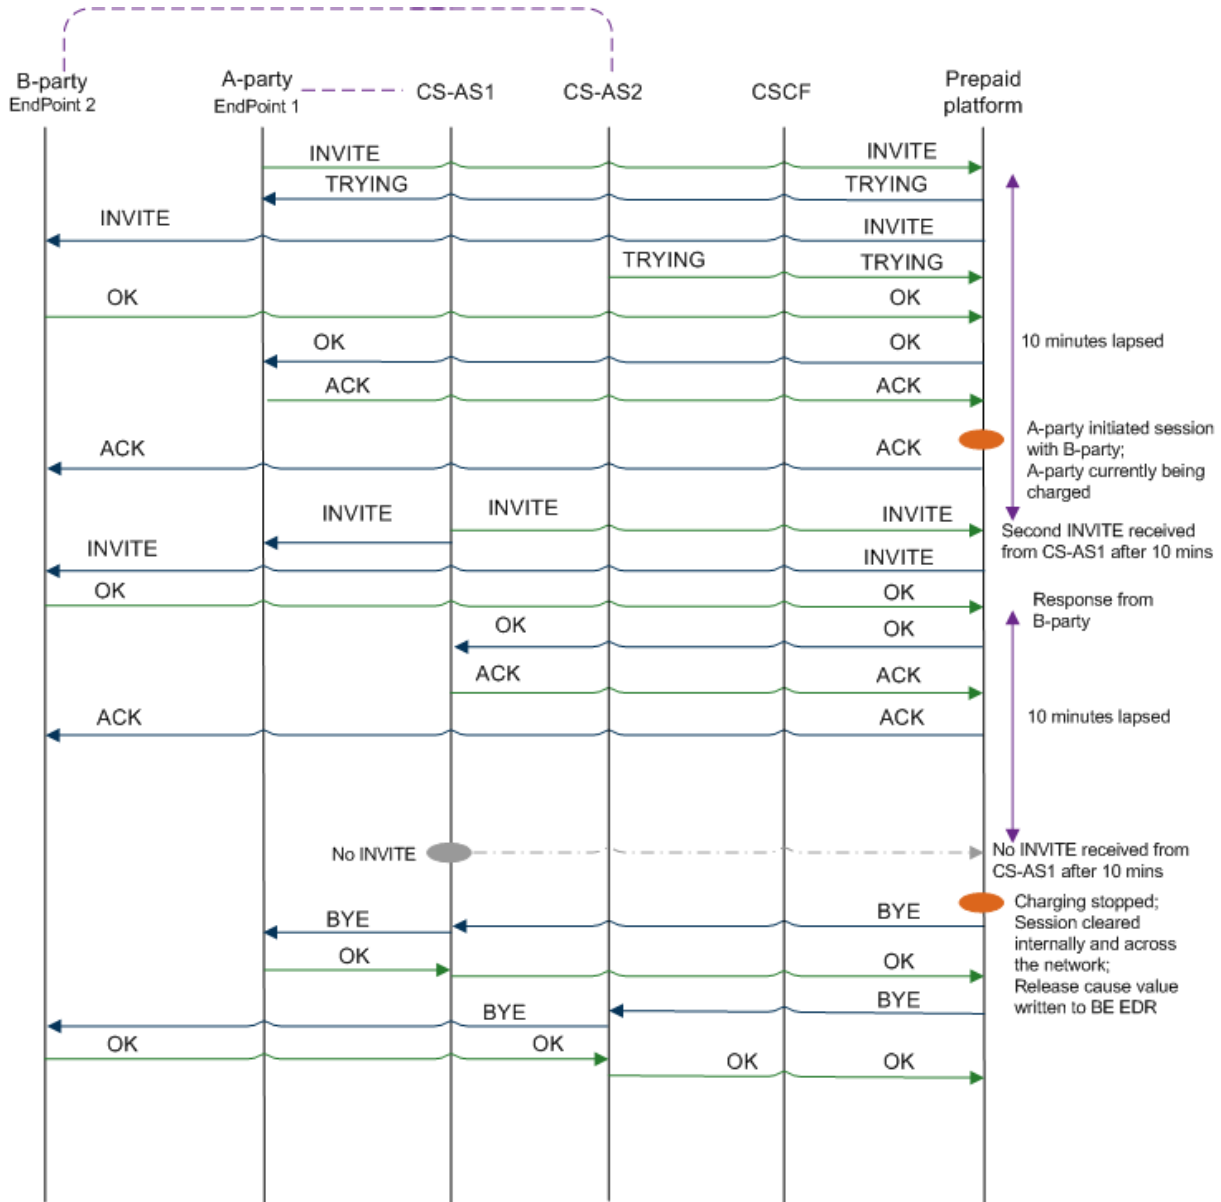 B-party
EndPoint 2
A-party
EndPoint 1
CS-AS1
CS-AS2
CSCF
Prepaid
platform
INVITE
INVITE
TRYING
TRYING
INVITE
INVITE
TRYING
TRYING
OK
OK
OK
OK
10 minutes lapsed
ACK
ACK
A-party initiated session
with B-party;
A-party currently being
charged
ACK
ACK
INVITE
INVITE
INVITE
Second INVITE received
from CS-AS1 after 10 mins
INVITE
INVITE
OK
OK
Response from
B-party
OK
OK
ACK
ACK
ACK
ACK
10 minutes lapsed
No INVITE
No INVITE received from
CS-AS1 after 10 mins
Charging stopped;
Session cleared
internally and across
the network;
Release cause value
written to BE EDR
BYE
BYE
OK
OK
BYE
BYE
OK
OK
OK
OK